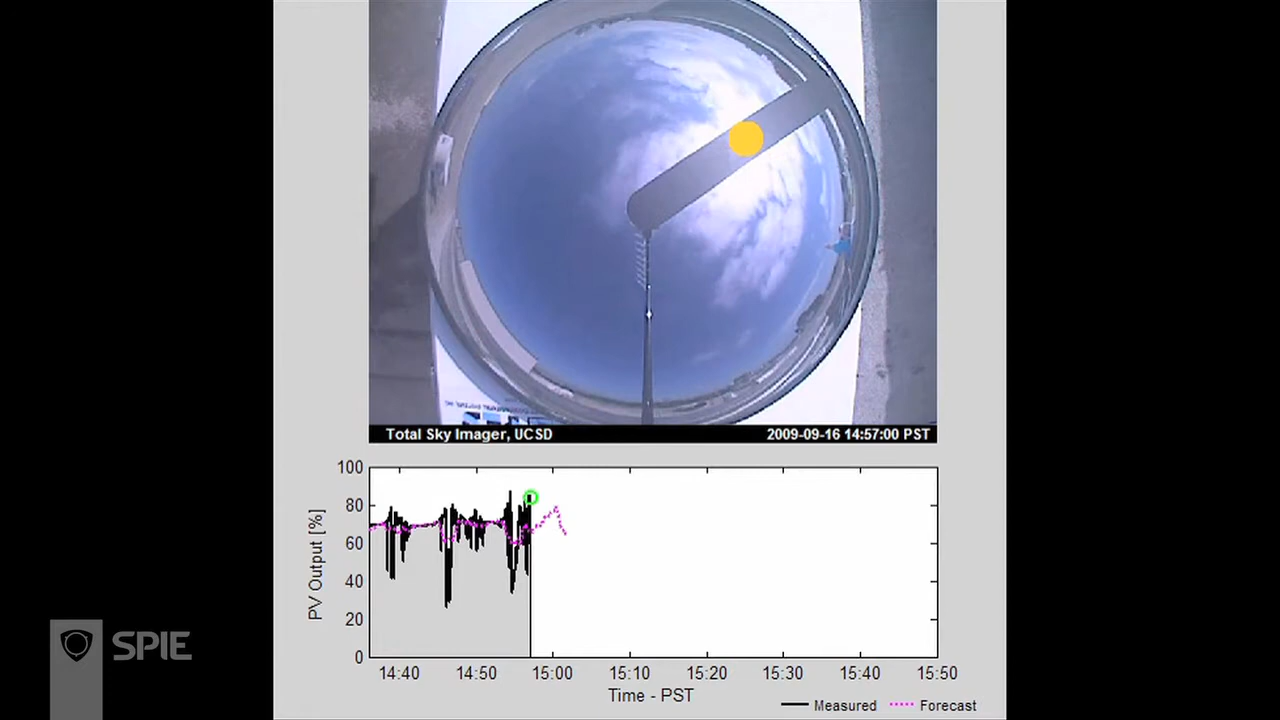 Total Sky Imager, UCSD 2009-09-16 14:57:00 PST
100
80
60
40
20
0
PV Output [%]
14:40 14:50 15:00 15:10 15:20 15:30 15:40 15:50
Time - PST
Measured Forecast
SPIE